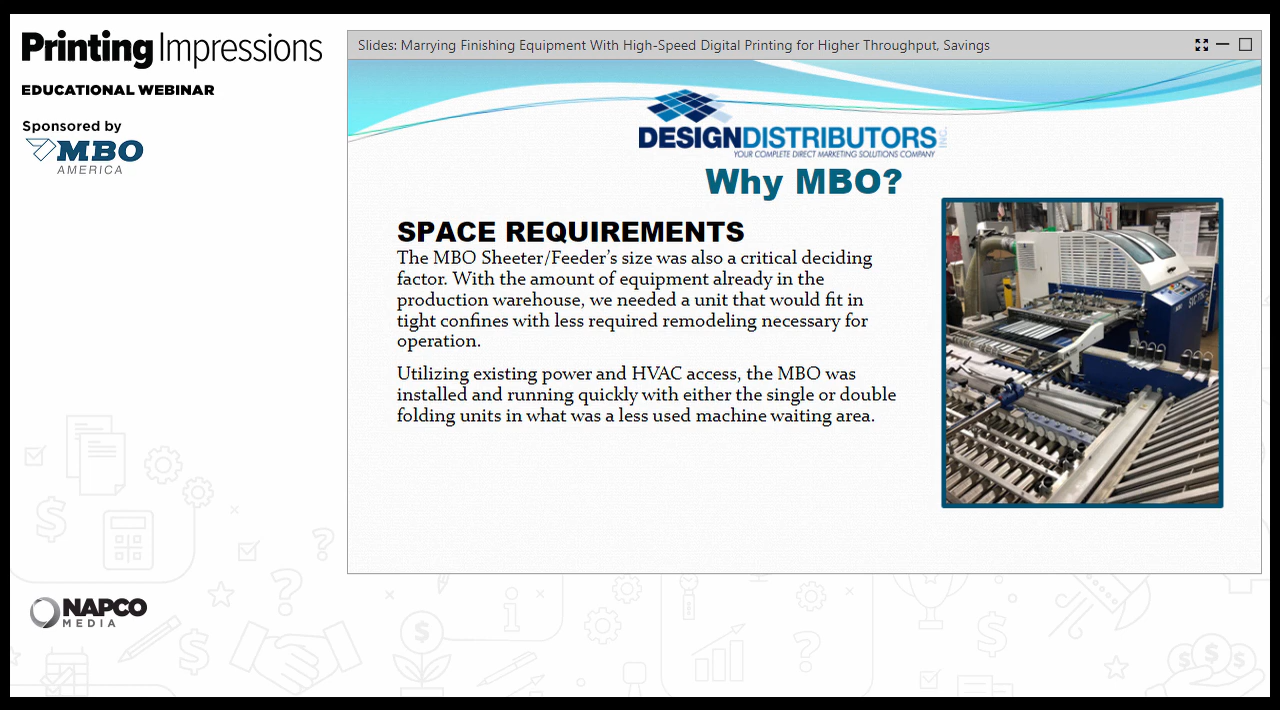 Printing Impressions
EDUCATIONAL WEBINAR
Sponsored by
MBO
AMERICA
NAPCO
MEDIA
Slides: Marrying Finishing Equipment With High-Speed Digital Printing for Higher Throughput, Savings
DESIGNDISTRIBUTORS INC.
YOUR COMPLETE DIRECT MARKETING SOLUTIONS COMPANY
Why MBO?
SPACE REQUIREMENTS
The MBO Sheeter/Feeder’s size was also a critical deciding
factor. With the amount of equipment already in the
production warehouse, we needed a unit that would fit in
tight confines with less required remodeling necessary for
operation.
Utilizing existing power and HVAC access, the MBO was
installed and running quickly with either the single or double
folding units in what was a less used machine waiting area.